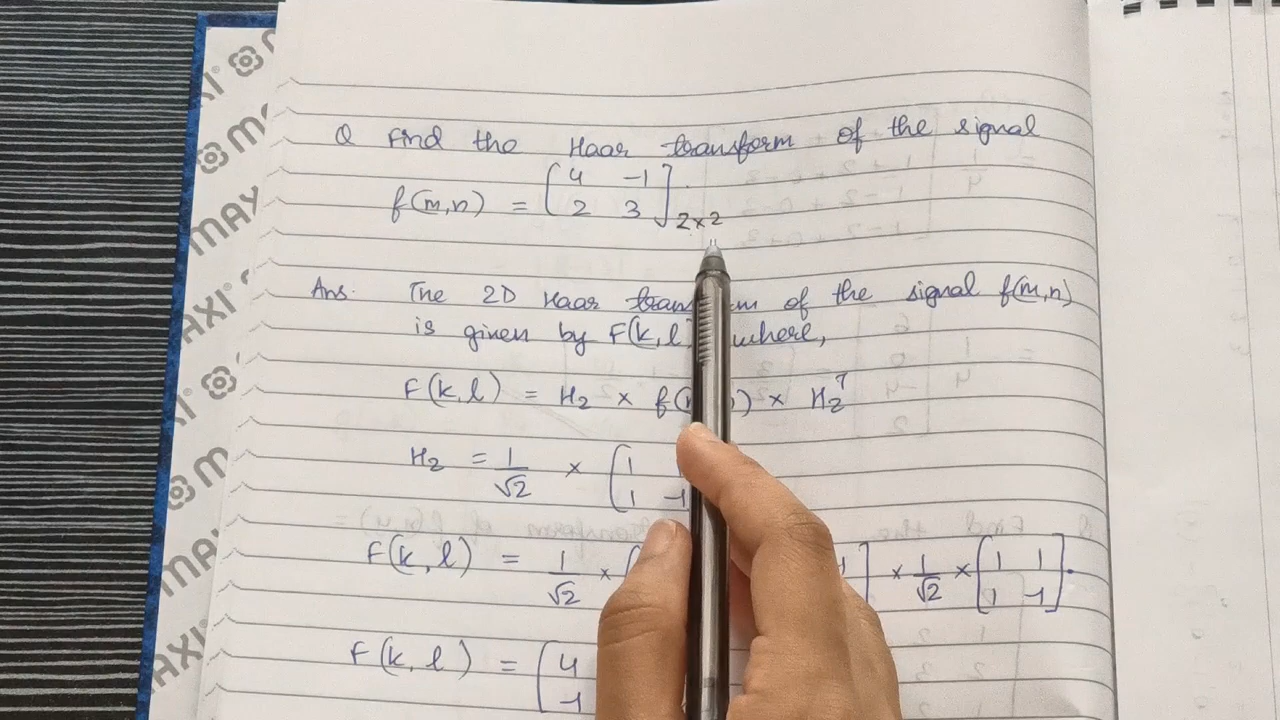 Q Find the Haar transform of the signal
f(m,n) = [ 4 -1
2 3 ] 2×2
Ans. The 2D Haar of the signal f(m,n)
is given by F(k,l where,
F(k,l) = H₂ × f( ) × H₂ᵀ
H₂ = 1/√2 × [ 1
1 -1
F(k,l) = 1/√2 × [ ] × 1/√2 × [ 1 1
1 -1 ].
F(k,l) = [ 4
-1
MAXI